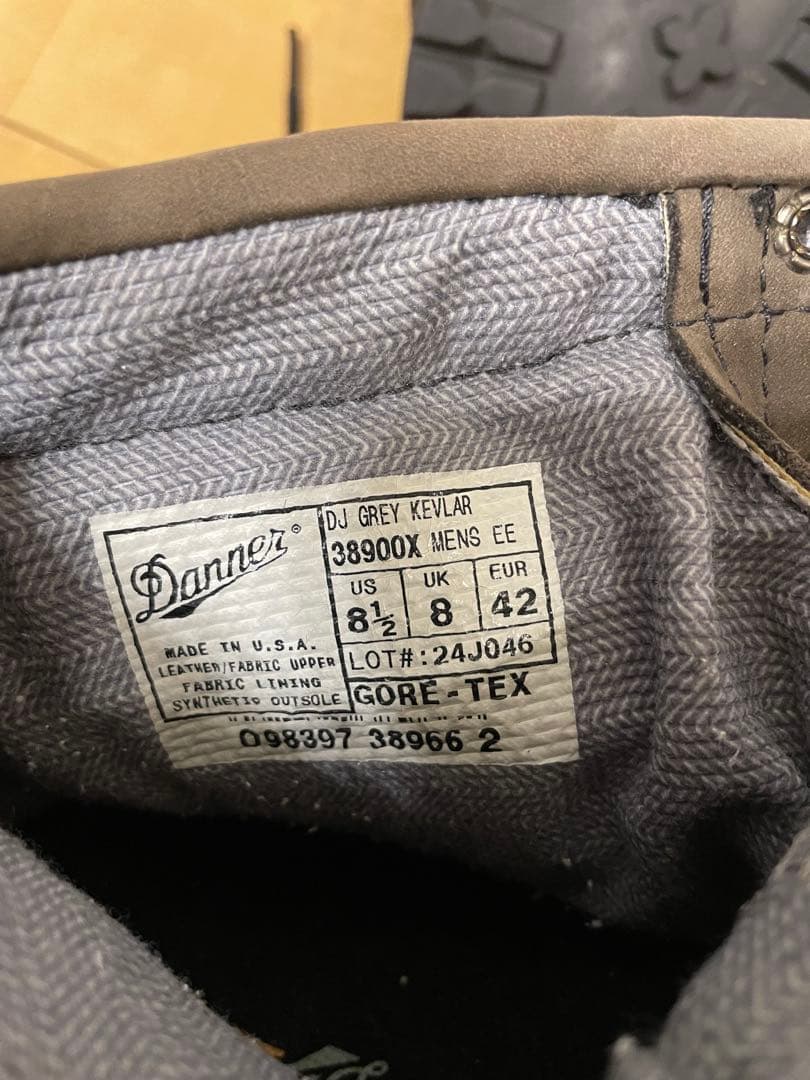 Danner®
MADE IN U.S.A.
LEATHER/FABRIC UPPER
FABRIC LINING
SYNTHETIC OUTSOLE
DJ GREY KEVLAR
38900X MENS EE
US UK EUR
8½ 8 42
LOT#:24J046
GORE-TEX
098397 38966 2